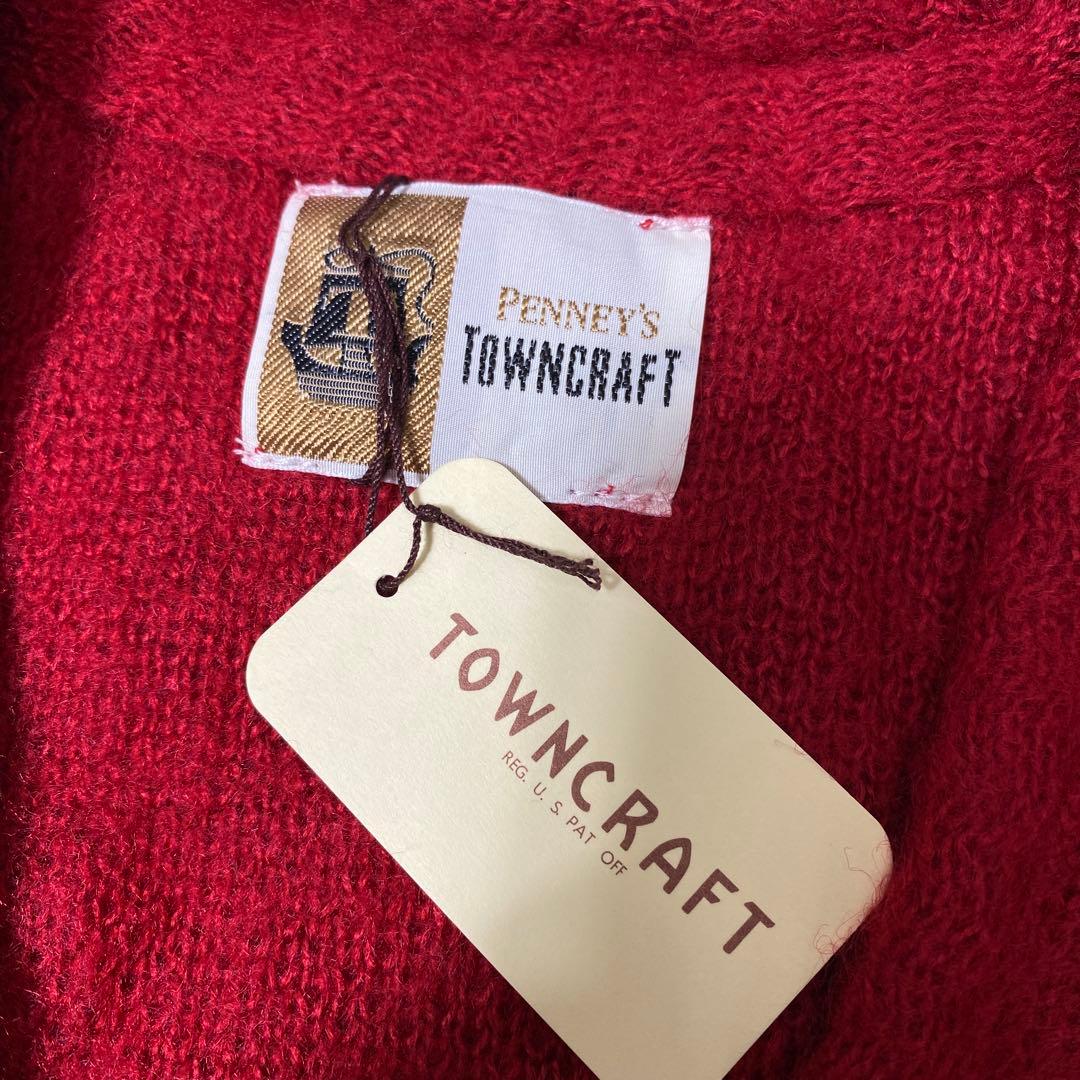 PENNEY'S
TOWNCRAFT
TOWNCRAFT
REG. U. S. PAT OFF